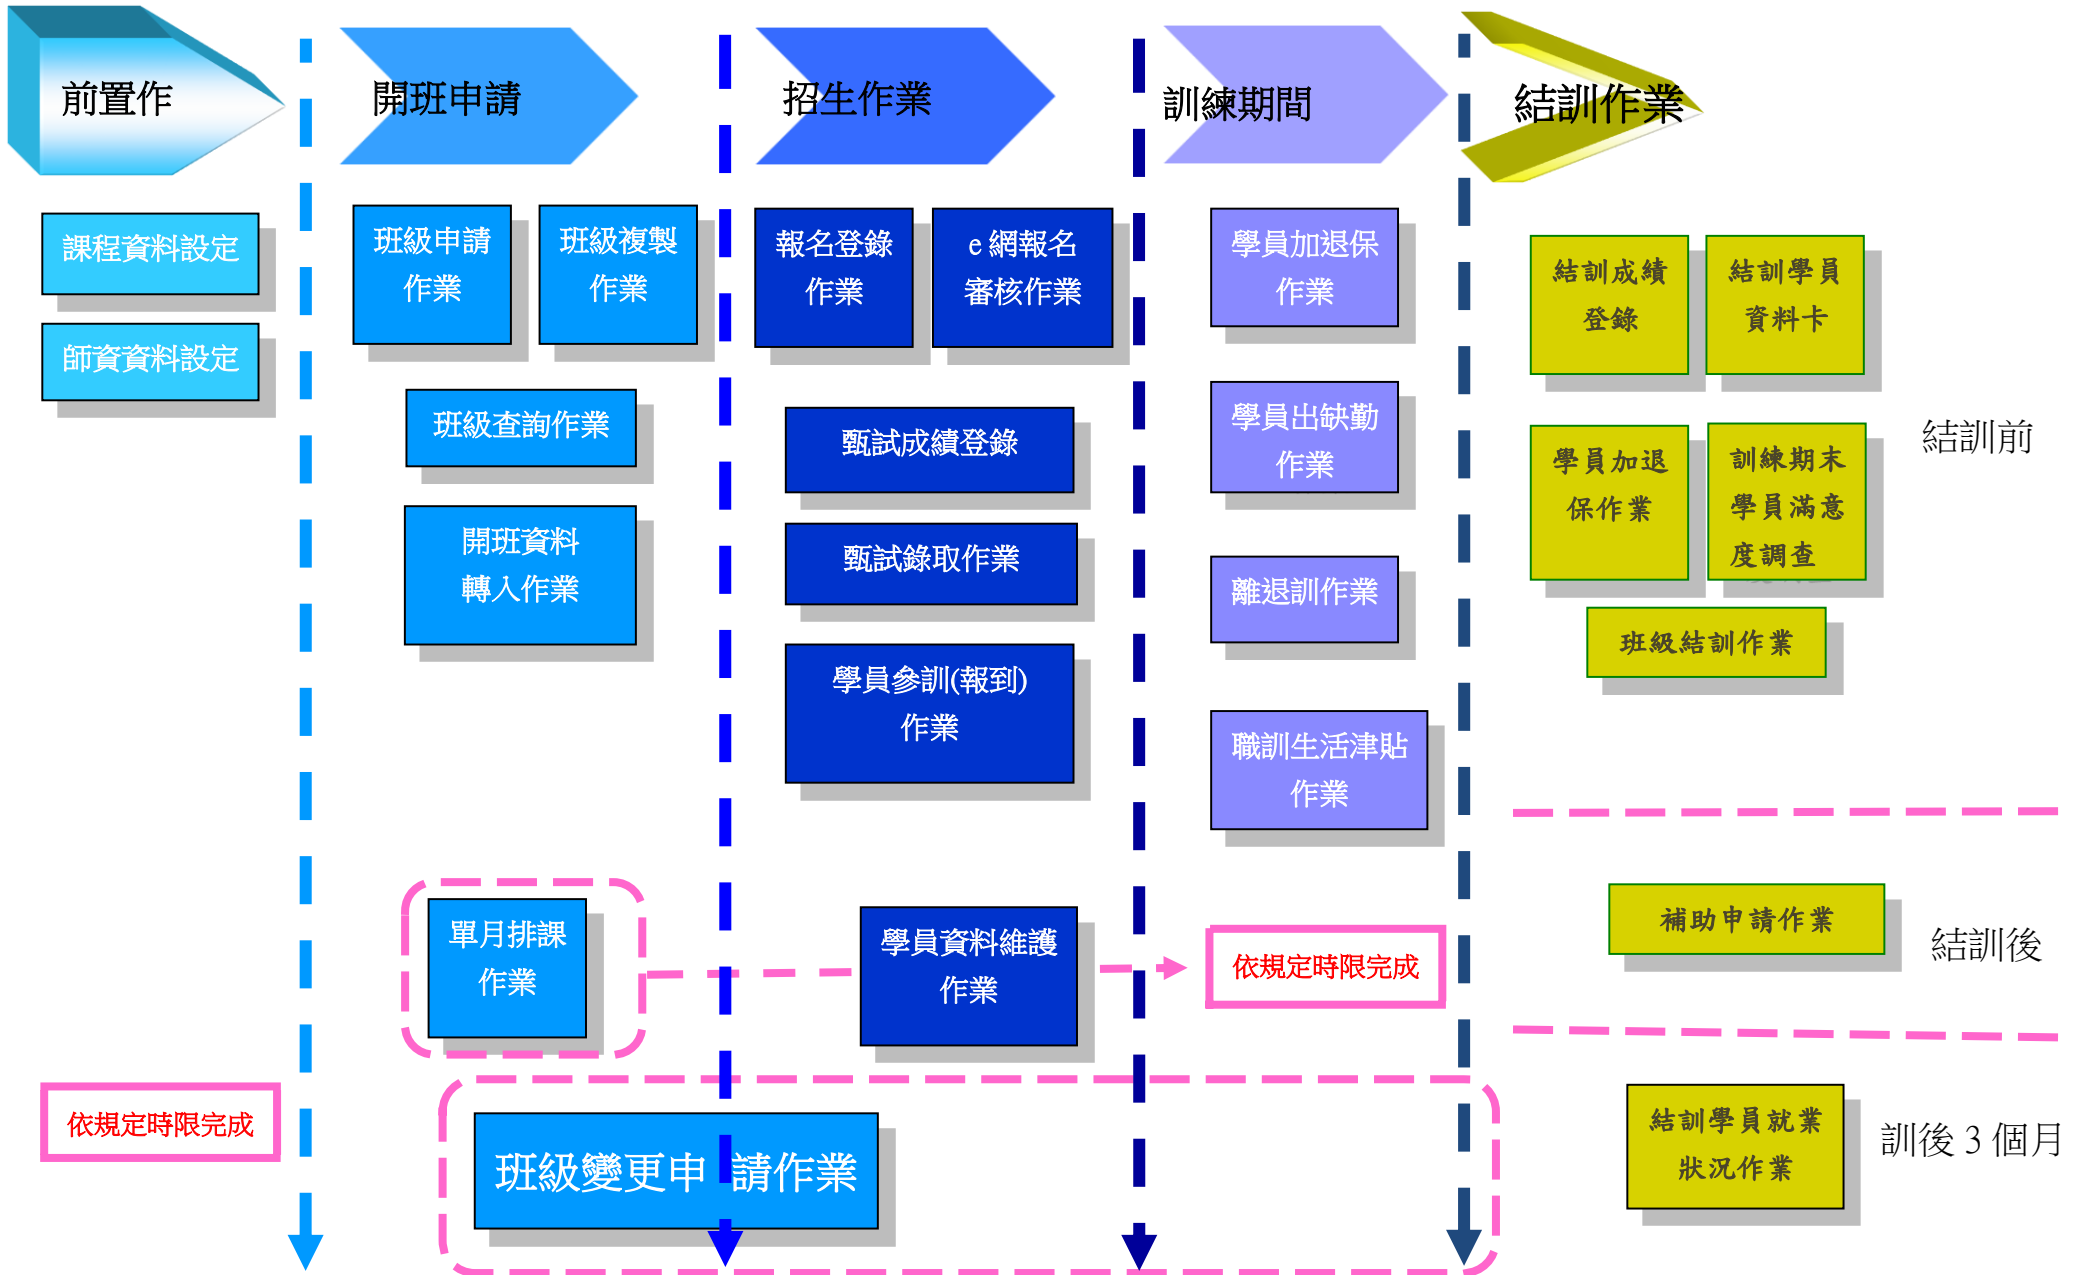 前置作
開班申請
招生作業
訓練期間
結訓作業
課程資料設定
師資資料設定
依規定時限完成
班級申請
作業
班級複製
作業
班級查詢作業
開班資料
轉入作業
單月排課
作業
班級變更申 請作業
報名登錄
作業
e 網報名
審核作業
甄試成績登錄
甄試錄取作業
學員參訓(報到)
作業
學員資料維護
作業
學員加退保
作業
學員出缺勤
作業
離退訓作業
職訓生活津貼
作業
依規定時限完成
結訓成績
登錄
結訓學員
資料卡
學員加退
保作業
訓練期末
學員滿意
度調查
班級結訓作業
結訓前
補助申請作業
結訓後
結訓學員就業
狀況作業
訓後 3 個月